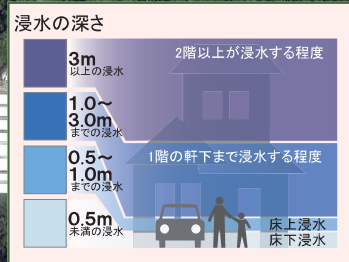 浸水の深さ
3m
以上の浸水
2階以上が浸水する程度
1.0〜
3.0m
までの浸水
0.5〜
1.0m
までの浸水
1階の軒下まで浸水する程度
0.5m
未満の浸水
床上浸水
床下浸水